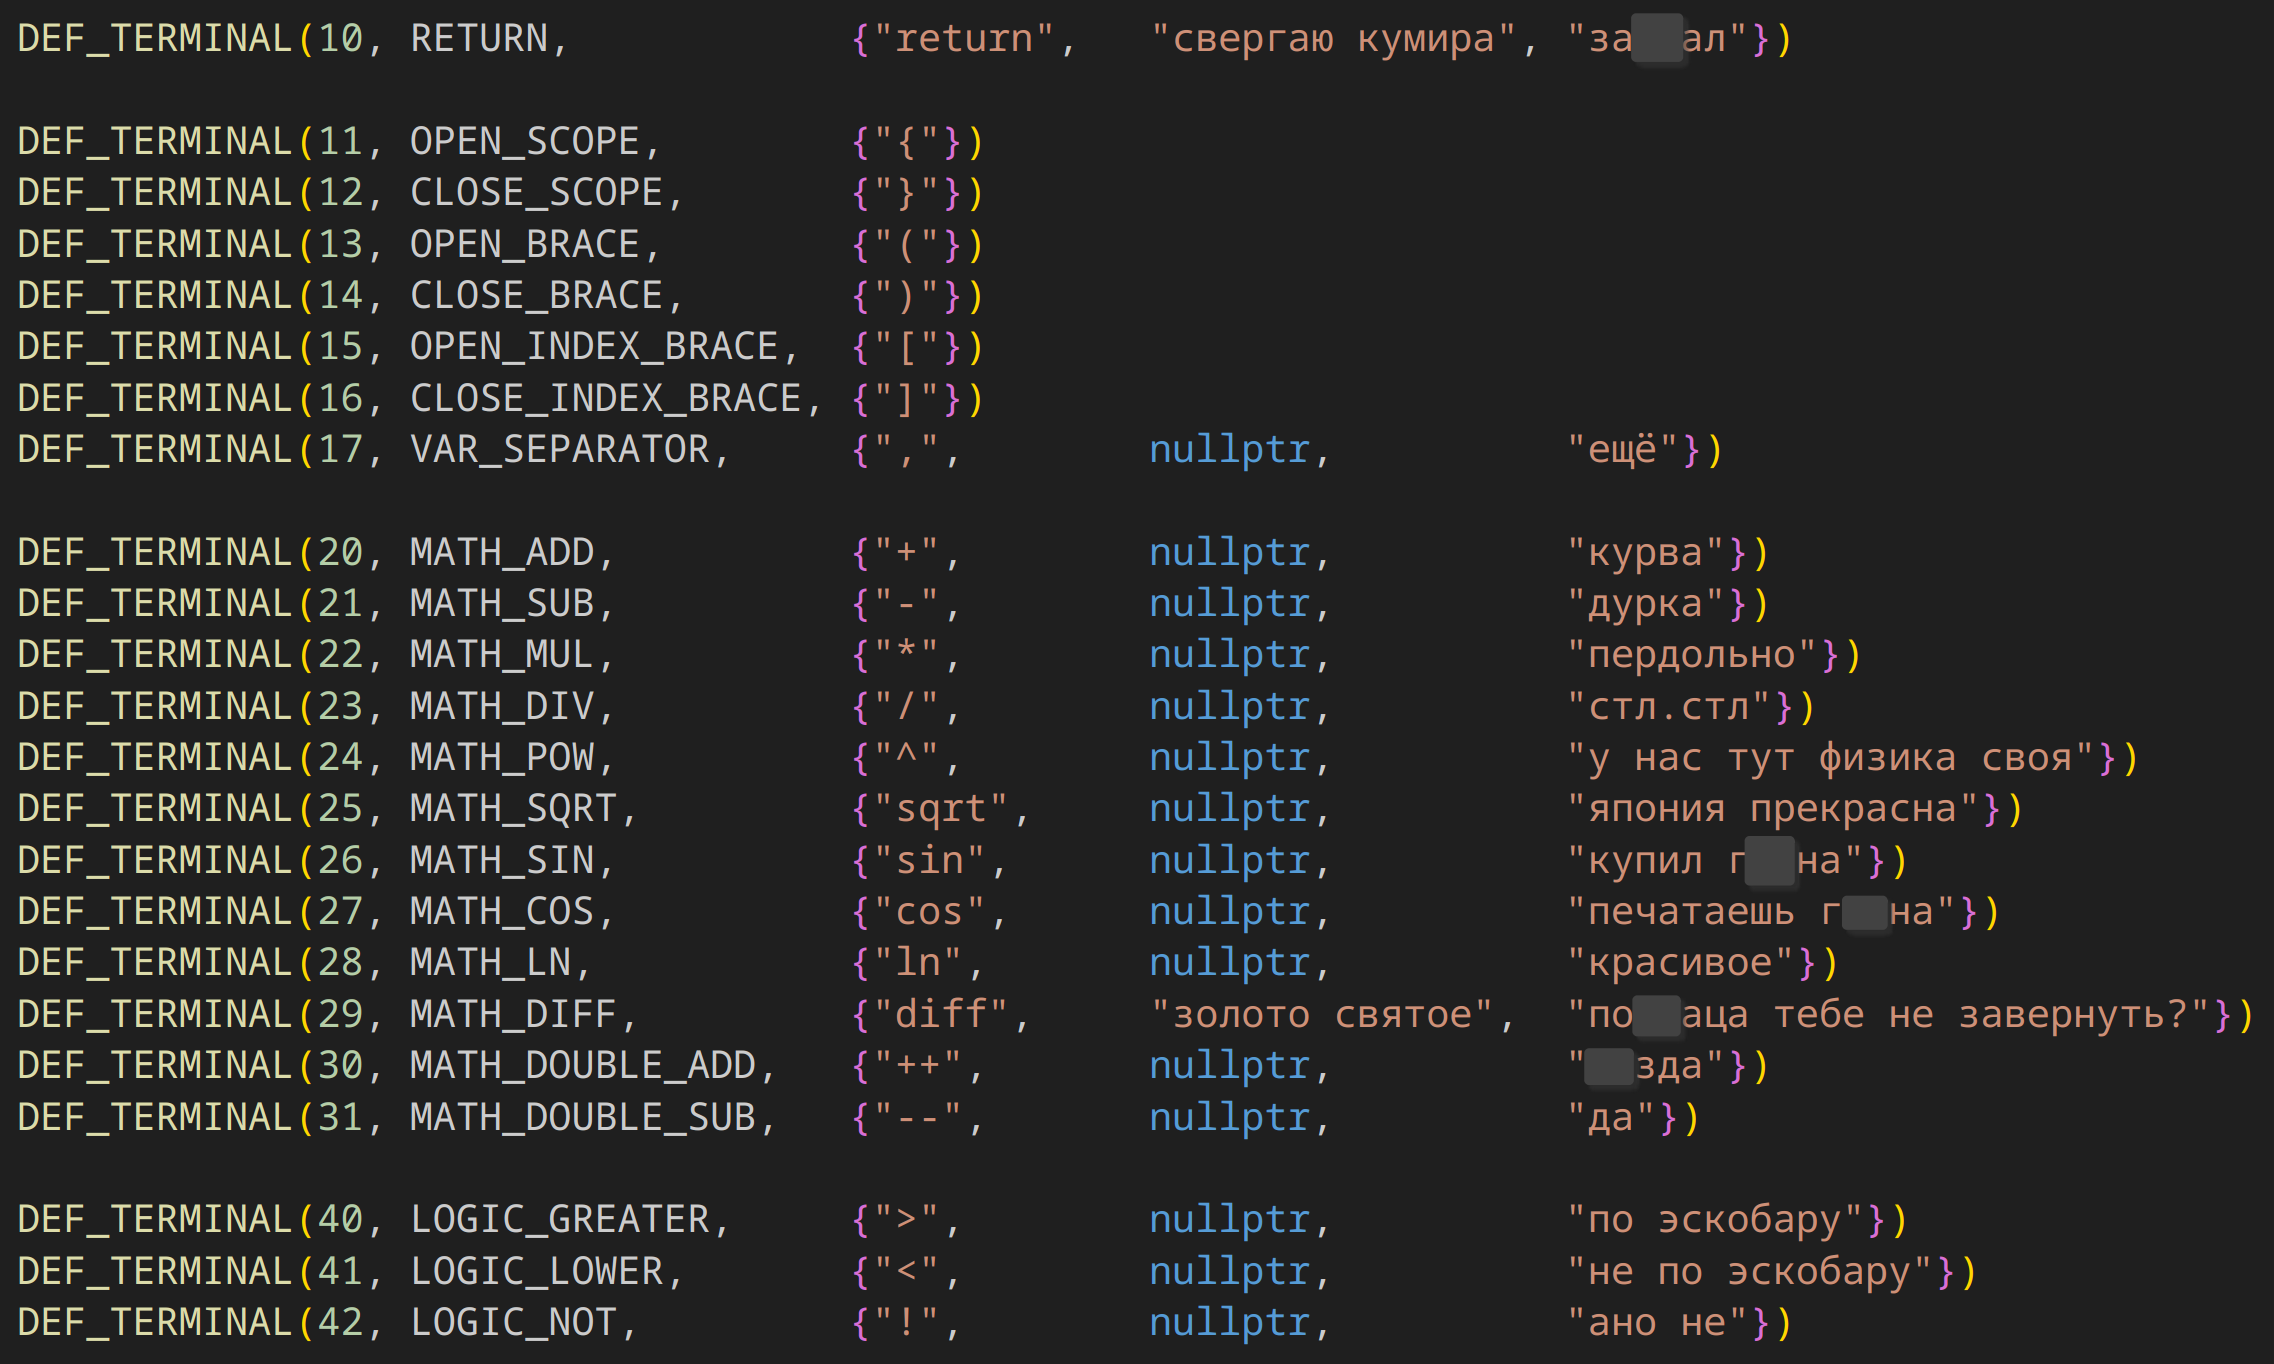 DEF_TERMINAL(10, RETURN, {"return", "свергаю кумира", "за ал"})
DEF_TERMINAL(11, OPEN_SCOPE, {"{"})
DEF_TERMINAL(12, CLOSE_SCOPE, {"}"})
DEF_TERMINAL(13, OPEN_BRACE, {"("})
DEF_TERMINAL(14, CLOSE_BRACE, {")"})
DEF_TERMINAL(15, OPEN_INDEX_BRACE, {"["})
DEF_TERMINAL(16, CLOSE_INDEX_BRACE, {"]"})
DEF_TERMINAL(17, VAR_SEPARATOR, {",", nullptr, "ещё"})
DEF_TERMINAL(20, MATH_ADD, {"+", nullptr, "курва"})
DEF_TERMINAL(21, MATH_SUB, {"-", nullptr, "дурка"})
DEF_TERMINAL(22, MATH_MUL, {"*", nullptr, "пердольно"})
DEF_TERMINAL(23, MATH_DIV, {"/", nullptr, "стл.стл"})
DEF_TERMINAL(24, MATH_POW, {"^", nullptr, "у нас тут физика своя"})
DEF_TERMINAL(25, MATH_SQRT, {"sqrt", nullptr, "япония прекрасна"})
DEF_TERMINAL(26, MATH_SIN, {"sin", nullptr, "купил г на"})
DEF_TERMINAL(27, MATH_COS, {"cos", nullptr, "печатаешь г на"})
DEF_TERMINAL(28, MATH_LN, {"ln", nullptr, "красивое"})
DEF_TERMINAL(29, MATH_DIFF, {"diff", "золото святое", "по аца тебе не завернуть?"})
DEF_TERMINAL(30, MATH_DOUBLE_ADD, {"++", nullptr, " зда"})
DEF_TERMINAL(31, MATH_DOUBLE_SUB, {"--", nullptr, "да"})
DEF_TERMINAL(40, LOGIC_GREATER, {">", nullptr, "по эскобару"})
DEF_TERMINAL(41, LOGIC_LOWER, {"<", nullptr, "не по эскобару"})
DEF_TERMINAL(42, LOGIC_NOT, {"!", nullptr, "ано не"})